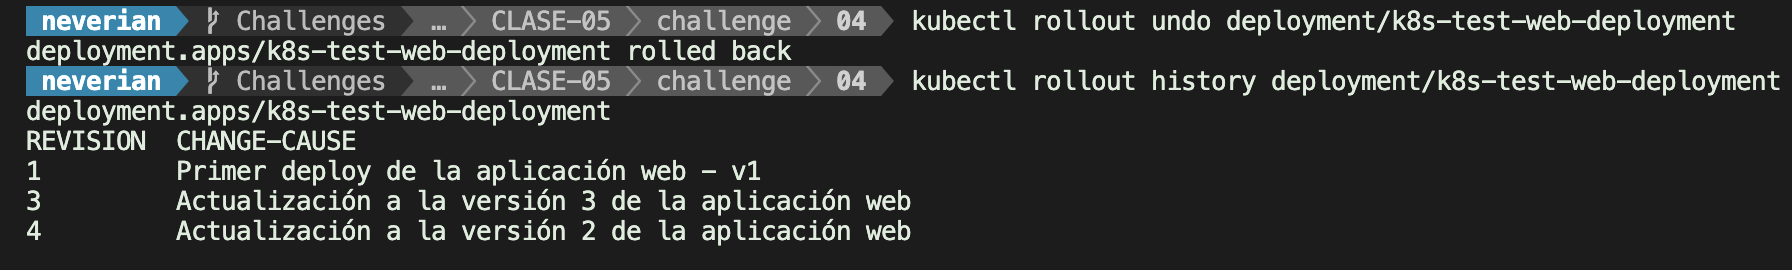 neverian Challenges … CLASE-05 challenge 04 kubectl rollout undo deployment/k8s-test-web-deployment
deployment.apps/k8s-test-web-deployment rolled back
neverian Challenges … CLASE-05 challenge 04 kubectl rollout history deployment/k8s-test-web-deployment
deployment.apps/k8s-test-web-deployment
REVISION CHANGE-CAUSE
1 Primer deploy de la aplicación web - v1
3 Actualización a la versión 3 de la aplicación web
4 Actualización a la versión 2 de la aplicación web